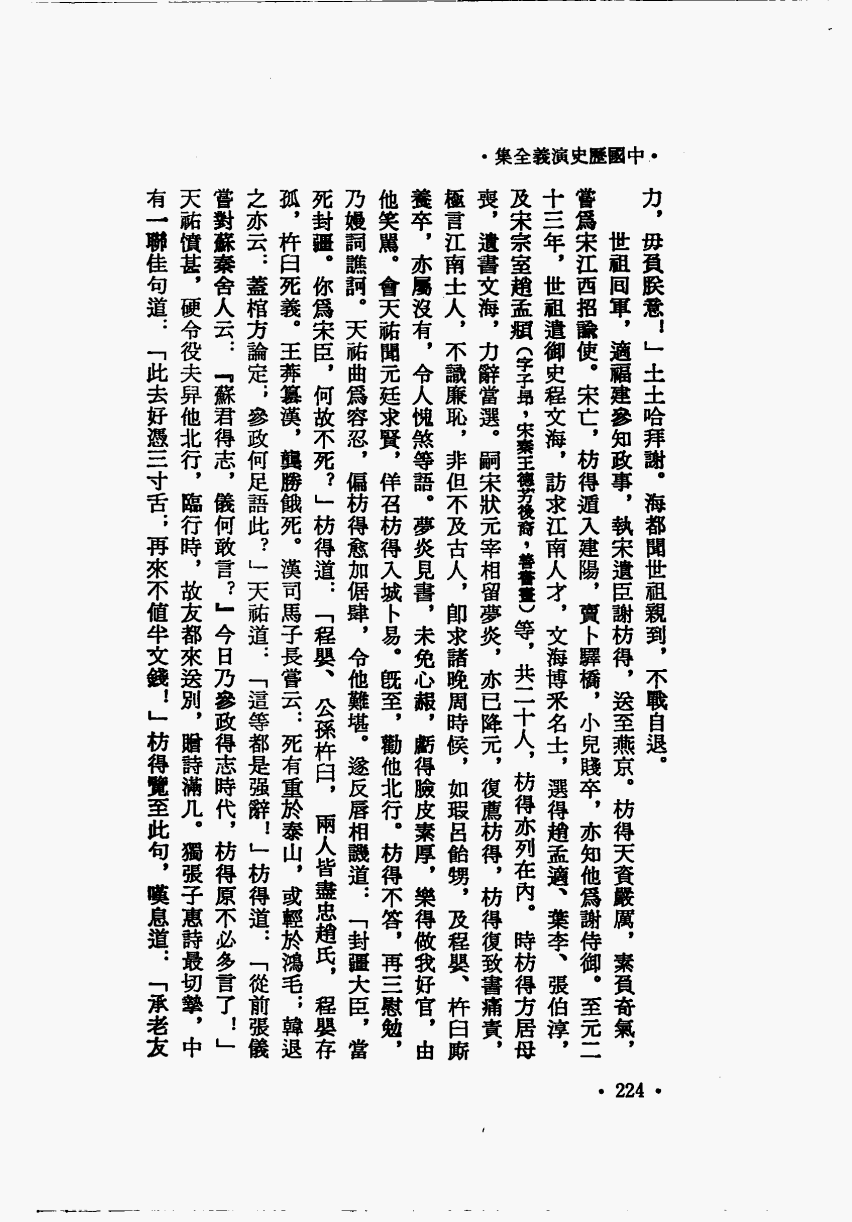 ·中國歷史演義全集·
力，毋負朕意！」土土哈拜謝。海都聞世祖親到，不戰自退。
世祖囘軍，適福建參知政事，執宋遺臣謝枋得，送至燕京。枋得天資嚴厲，素負奇氣，
嘗爲宋江西招諭使。宋亡，枋得遁入建陽，賣卜驛橋，小兒賤卒，亦知他爲謝侍御。至元二
十三年，世祖遣御史程文海，訪求江南人才，文海博釆名士，選得趙孟適、葉李、張伯淳，
及宋宗室趙孟頫（字子昂，宋秦王德芳後裔，善書畫）等，共二十人，枋得亦列在內。時枋得方居母
喪，遺書文海，力辭當選。嗣宋狀元宰相留夢炎，亦已降元，復薦枋得，枋得復致書痛責，
極言江南士人，不識廉恥，非但不及古人，卽求諸晚周時候，如瑕呂飴甥，及程嬰、杵臼廝
養卒，亦屬沒有，令人愧煞等語。夢炎見書，未免心赧，虧得臉皮素厚，樂得做我好官，由
他笑罵。會天祐聞元廷求賢，佯召枋得入城卜易。旣至，勸他北行。枋得不答，再三慰勉，
乃嫚詞譙訶。天祐曲爲容忍，偏枋得愈加倨肆，令他難堪。遂反唇相譏道：「封疆大臣，當
死封疆。你爲宋臣，何故不死？」枋得道：「程嬰、公孫杵臼，兩人皆盡忠趙氏，程嬰存
孤，杵臼死義。王莽篡漢，龔勝餓死。漢司馬子長嘗云：死有重於泰山，或輕於鴻毛；韓退
之亦云：蓋棺方論定；參政何足語此？」天祐道：「這等都是强辭！」枋得道：「從前張儀
嘗對蘇秦舍人云：『蘇君得志，儀何敢言？』今日乃參政得志時代，枋得原不必多言了！」
天祐憤甚，硬令役夫舁他北行，臨行時，故友都來送別，贈詩滿几。獨張子惠詩最切摯，中
有一聯佳句道：「此去好憑三寸舌；再來不値半文錢！」枋得覽至此句，嘆息道：「承老友
·224·